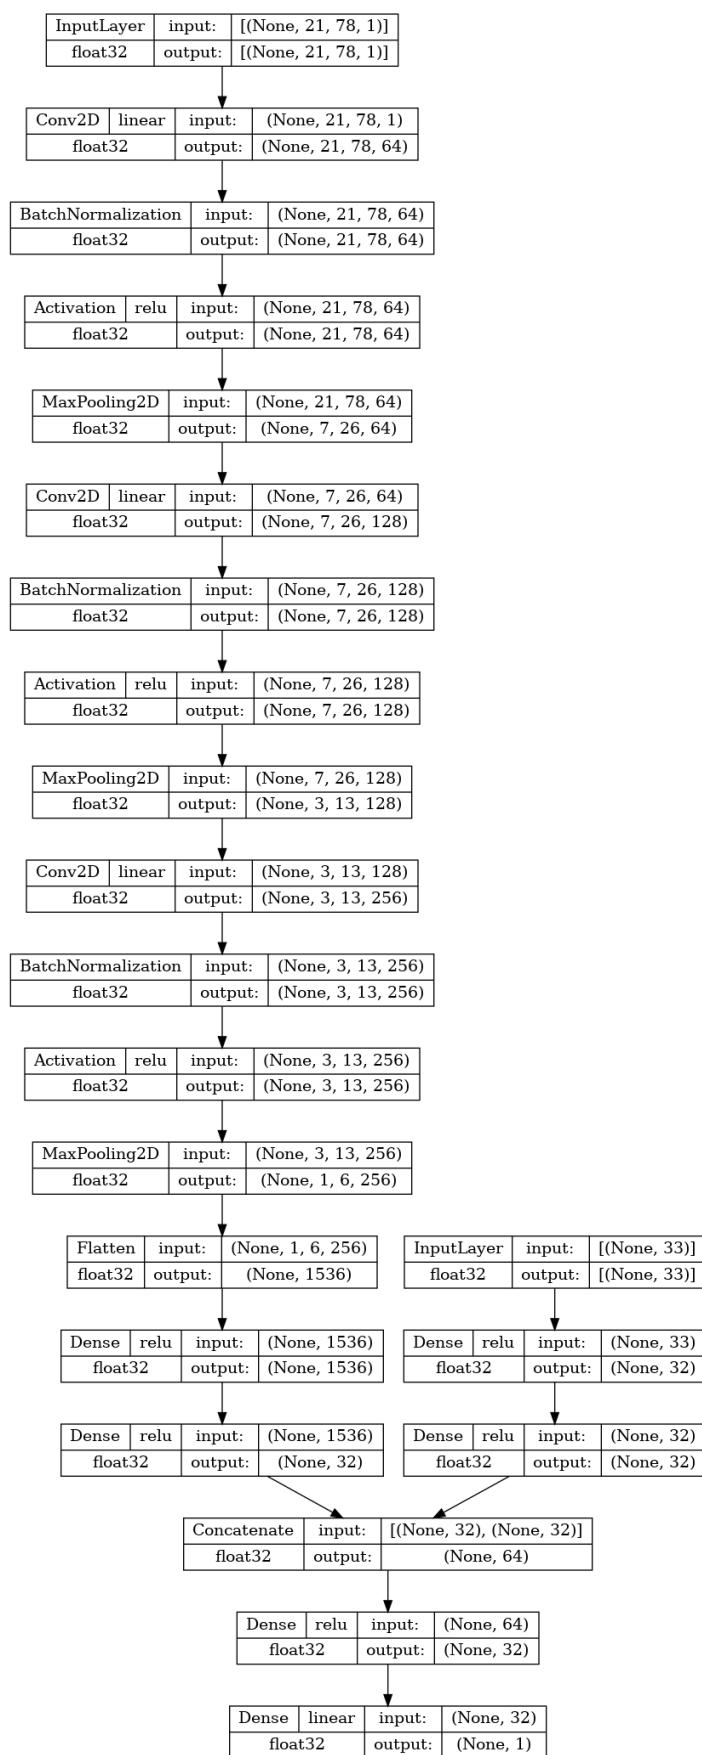 InputLayer input: [(None, 21, 78, 1)]
float32 output: [(None, 21, 78, 1)]
Conv2D linear input: (None, 21, 78, 1)
float32 output: (None, 21, 78, 64)
BatchNormalization input: (None, 21, 78, 64)
float32 output: (None, 21, 78, 64)
Activation relu input: (None, 21, 78, 64)
float32 output: (None, 21, 78, 64)
MaxPooling2D input: (None, 21, 78, 64)
float32 output: (None, 7, 26, 64)
Conv2D linear input: (None, 7, 26, 64)
float32 output: (None, 7, 26, 128)
BatchNormalization input: (None, 7, 26, 128)
float32 output: (None, 7, 26, 128)
Activation relu input: (None, 7, 26, 128)
float32 output: (None, 7, 26, 128)
MaxPooling2D input: (None, 7, 26, 128)
float32 output: (None, 3, 13, 128)
Conv2D linear input: (None, 3, 13, 128)
float32 output: (None, 3, 13, 256)
BatchNormalization input: (None, 3, 13, 256)
float32 output: (None, 3, 13, 256)
Activation relu input: (None, 3, 13, 256)
float32 output: (None, 3, 13, 256)
MaxPooling2D input: (None, 3, 13, 256)
float32 output: (None, 1, 6, 256)
Flatten input: (None, 1, 6, 256)
float32 output: (None, 1536)
InputLayer input: [(None, 33)]
float32 output: [(None, 33)]
Dense relu input: (None, 1536)
float32 output: (None, 1536)
Dense relu input: (None, 33)
float32 output: (None, 32)
Dense relu input: (None, 1536)
float32 output: (None, 32)
Dense relu input: (None, 32)
float32 output: (None, 32)
Concatenate input: [(None, 32), (None, 32)]
float32 output: (None, 64)
Dense relu input: (None, 64)
float32 output: (None, 32)
Dense linear input: (None, 32)
float32 output: (None, 1)